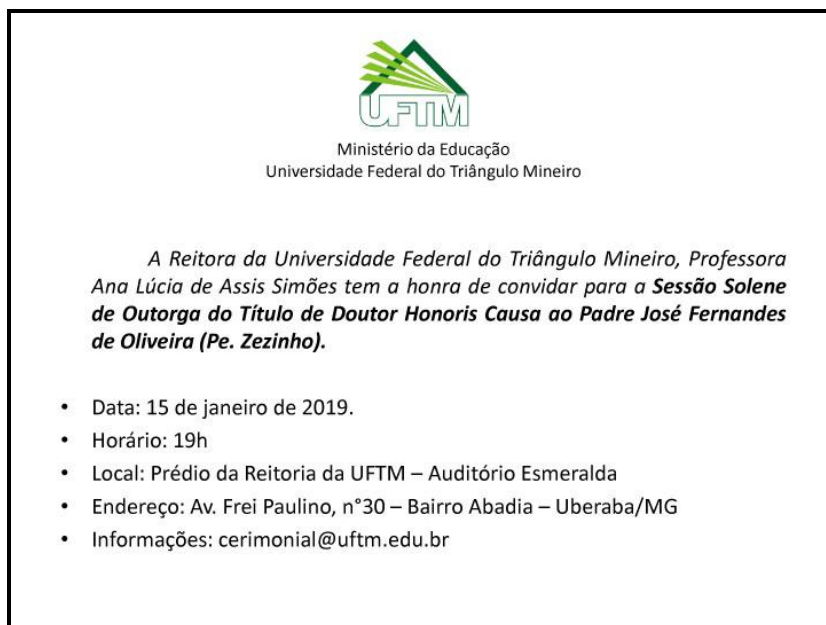 UFTM
Ministério da Educação
Universidade Federal do Triângulo Mineiro
A Reitora da Universidade Federal do Triângulo Mineiro, Professora
Ana Lúcia de Assis Simões tem a honra de convidar para a Sessão Solene
de Outorga do Título de Doutor Honoris Causa ao Padre José Fernandes
de Oliveira (Pe. Zezinho).
• Data: 15 de janeiro de 2019.
• Horário: 19h
• Local: Prédio da Reitoria da UFTM – Auditório Esmeralda
• Endereço: Av. Frei Paulino, n°30 – Bairro Abadia – Uberaba/MG
• Informações: cerimonial@uftm.edu.br